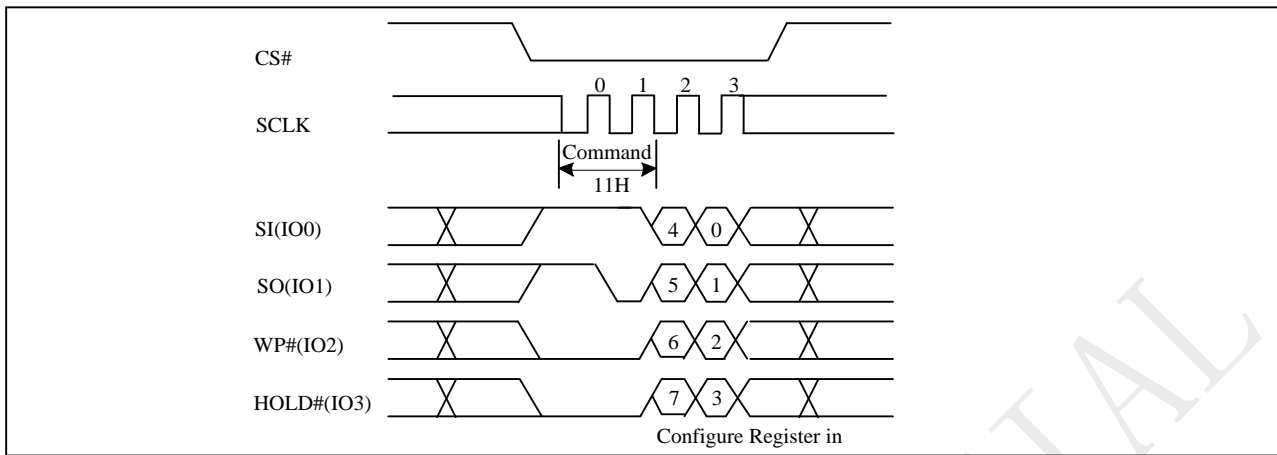 CS#
0 1 2 3
SCLK
Command
11H
SI(IO0)
4 0
SO(IO1)
5 1
WP#(IO2)
6 2
HOLD#(IO3)
7 3
Configure Register in
IAL